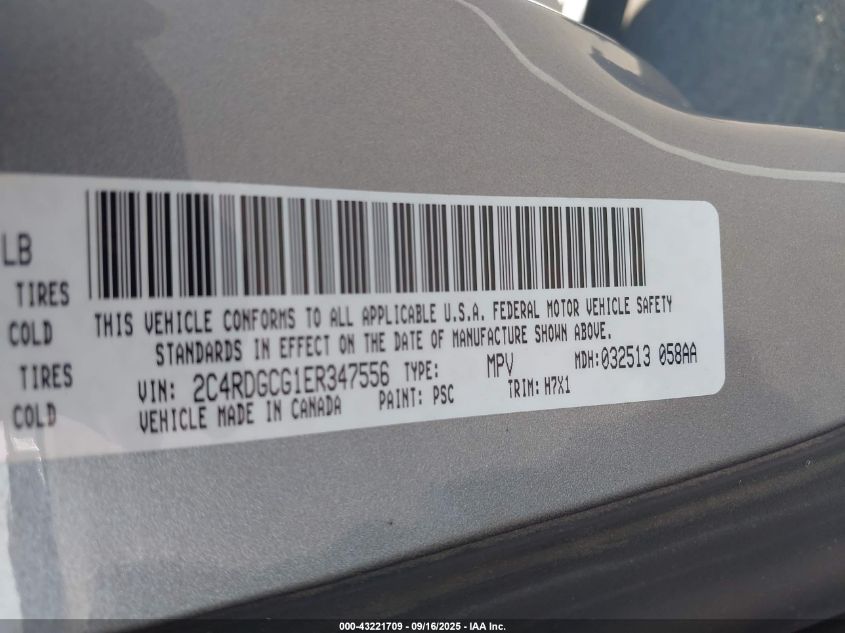 LB
TIRES
COLD
TIRES
COLD
THIS VEHICLE CONFORMS TO ALL APPLICABLE U.S.A. FEDERAL MOTOR VEHICLE SAFETY
STANDARDS IN EFFECT ON THE DATE OF MANUFACTURE SHOWN ABOVE.
VIN: 2C4RDGCG1ER347556 TYPE: MPV MDH: 032513 058AA
VEHICLE MADE IN CANADA PAINT: PSC TRIM: H7X1
000-43221709 - 09/16/2025 - IAA Inc.